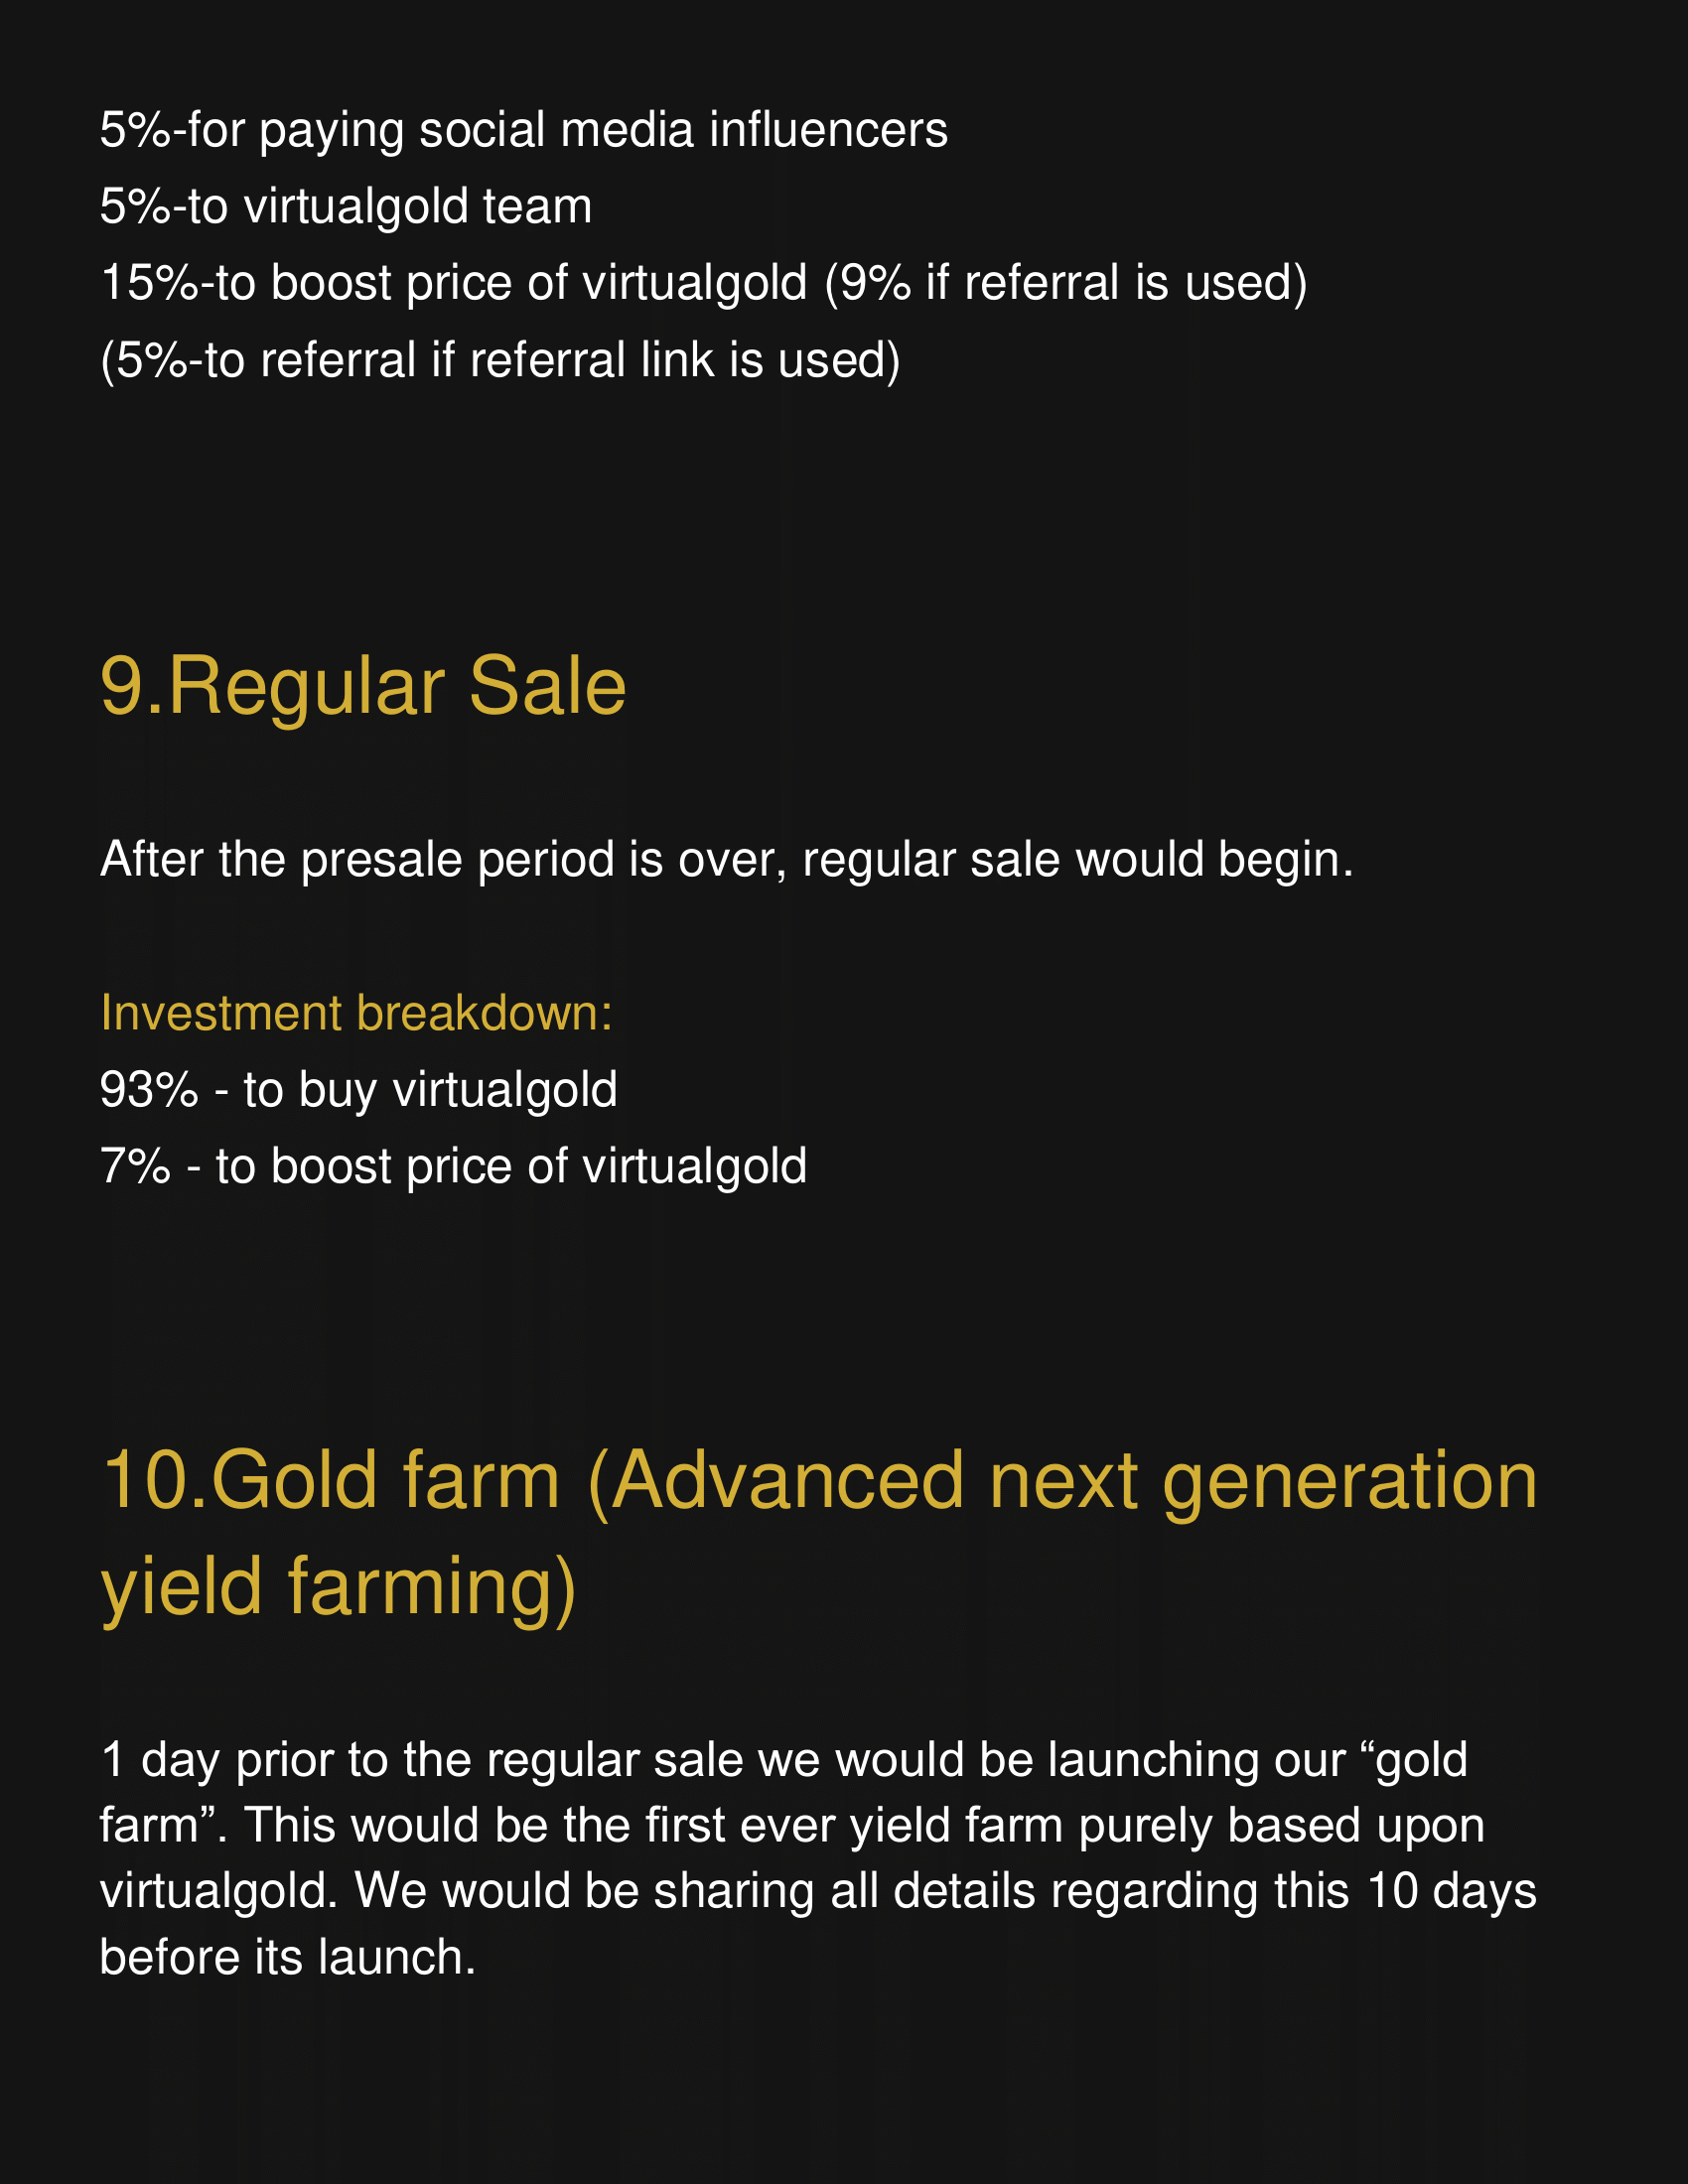 5%-for paying social media influencers
5%-to virtualgold team
15%-to boost price of virtualgold (9% if referral is used)
(5%-to referral if referral link is used)
9.Regular Sale
After the presale period is over, regular sale would begin.
Investment breakdown:
93% - to buy virtualgold
7% - to boost price of virtualgold
10.Gold farm (Advanced next generation
yield farming)
1 day prior to the regular sale we would be launching our “gold
farm”. This would be the first ever yield farm purely based upon
virtualgold. We would be sharing all details regarding this 10 days
before its launch.